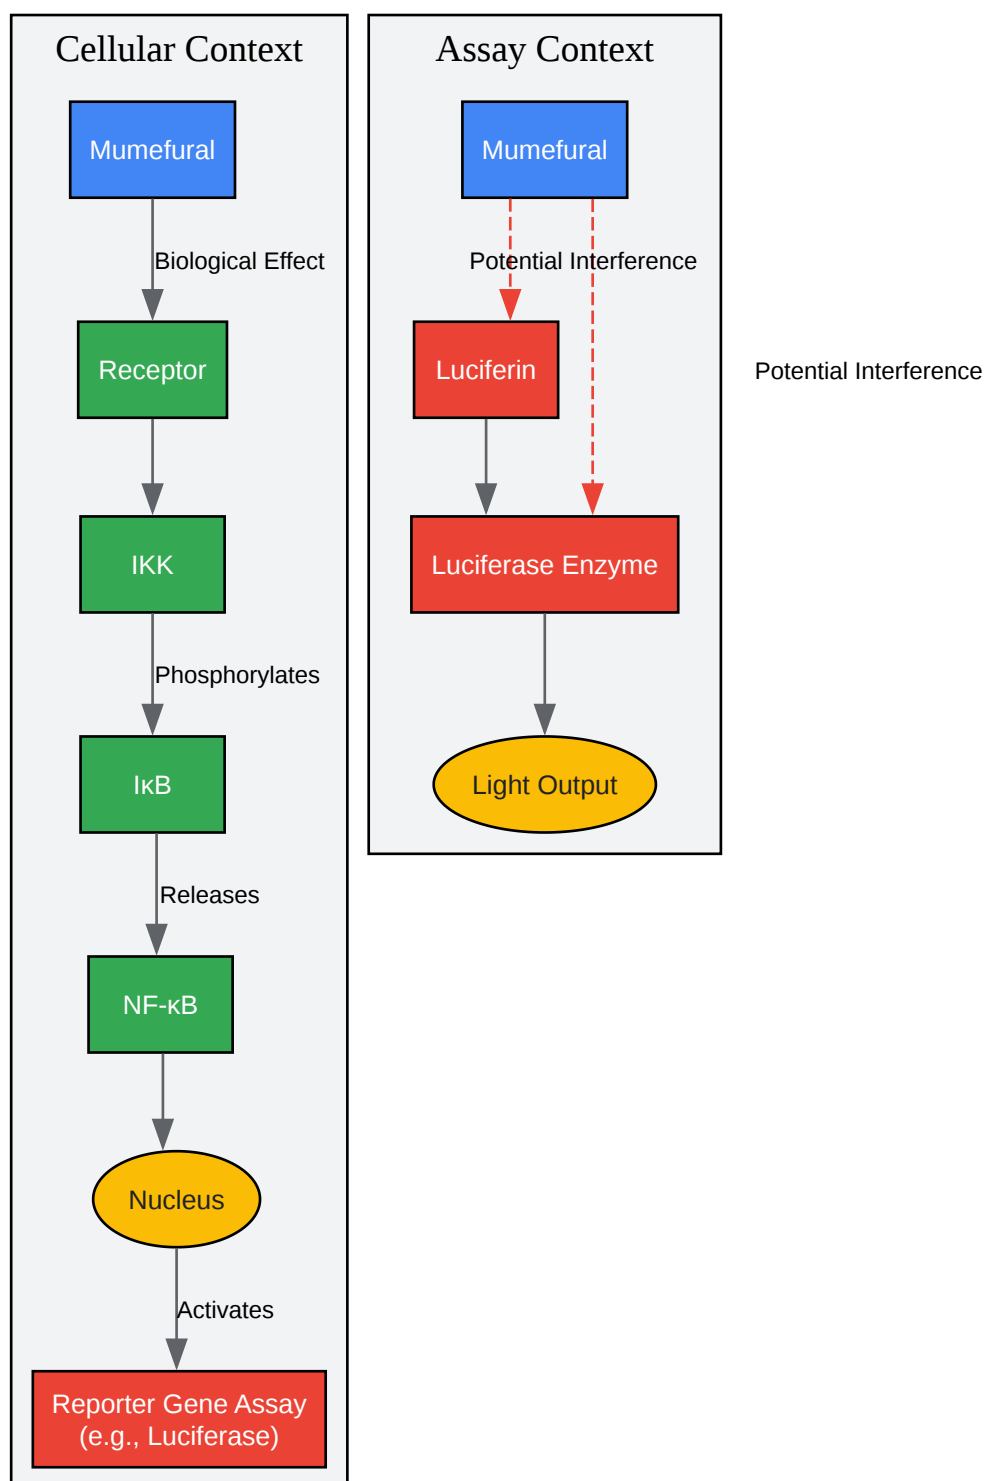 Cellular Context
Mumefural
Biological Effect
Receptor
IKK
Phosphorylates
IκB
Releases
NF-κB
Nucleus
Activates
Reporter Gene Assay
(e.g., Luciferase)
Assay Context
Mumefural
Potential Interference
Luciferin
Potential Interference
Luciferase Enzyme
Light Output